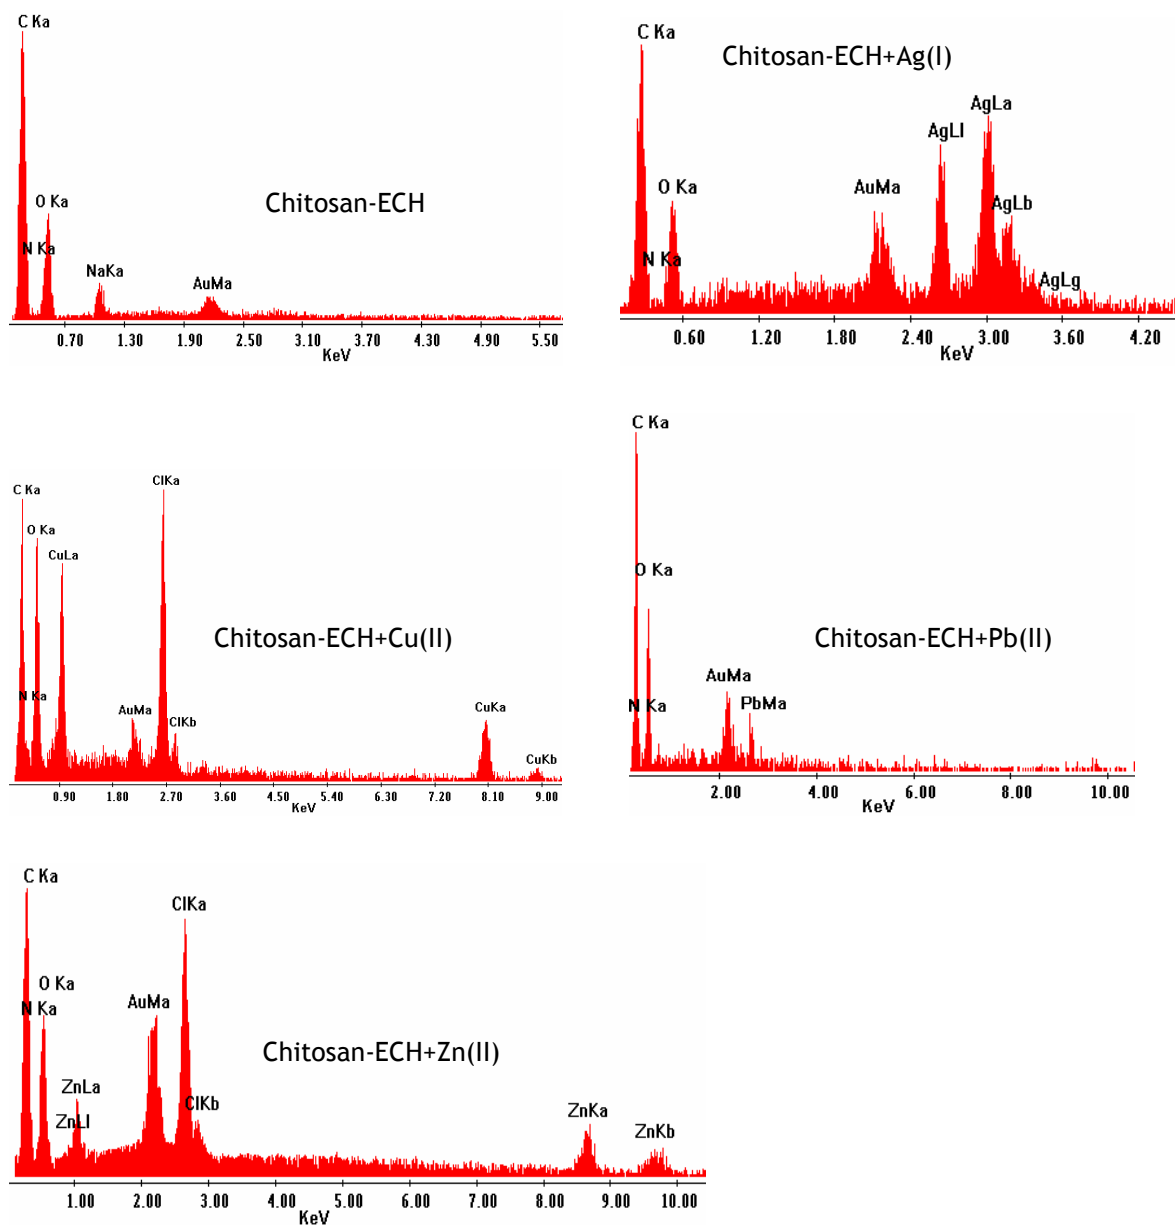 C Ka
O Ka
Chitosan-ECH
N Ka
NaKa
AuMa
0.70 1.30 1.90 2.50 3.10 3.70 4.30 4.90 5.50
KeV
C Ka
Chitosan-ECH+Ag(I)
AgLa
AgLl
O Ka
AuMa
AgLb
N Ka
AgLg
0.60 1.20 1.80 2.40 3.00 3.60 4.20
KeV
ClKa
C Ka
O Ka
CuLa
Chitosan-ECH+Cu(II)
N Ka
AuMa
ClKb
CuKa
CuKb
0.90 1.80 2.70 3.60 4.50 5.40 6.30 7.20 8.10 9.00
KeV
C Ka
O Ka
Chitosan-ECH+Pb(II)
AuMa
N Ka
PbMa
2.00 4.00 6.00 8.00 10.00
KeV
C Ka
ClKa
O Ka
N Ka
AuMa
Chitosan-ECH+Zn(II)
ZnLa
ZnLl
ClKb
ZnKa
ZnKb
1.00 2.00 3.00 4.00 5.00 6.00 7.00 8.00 9.00 10.00
KeV